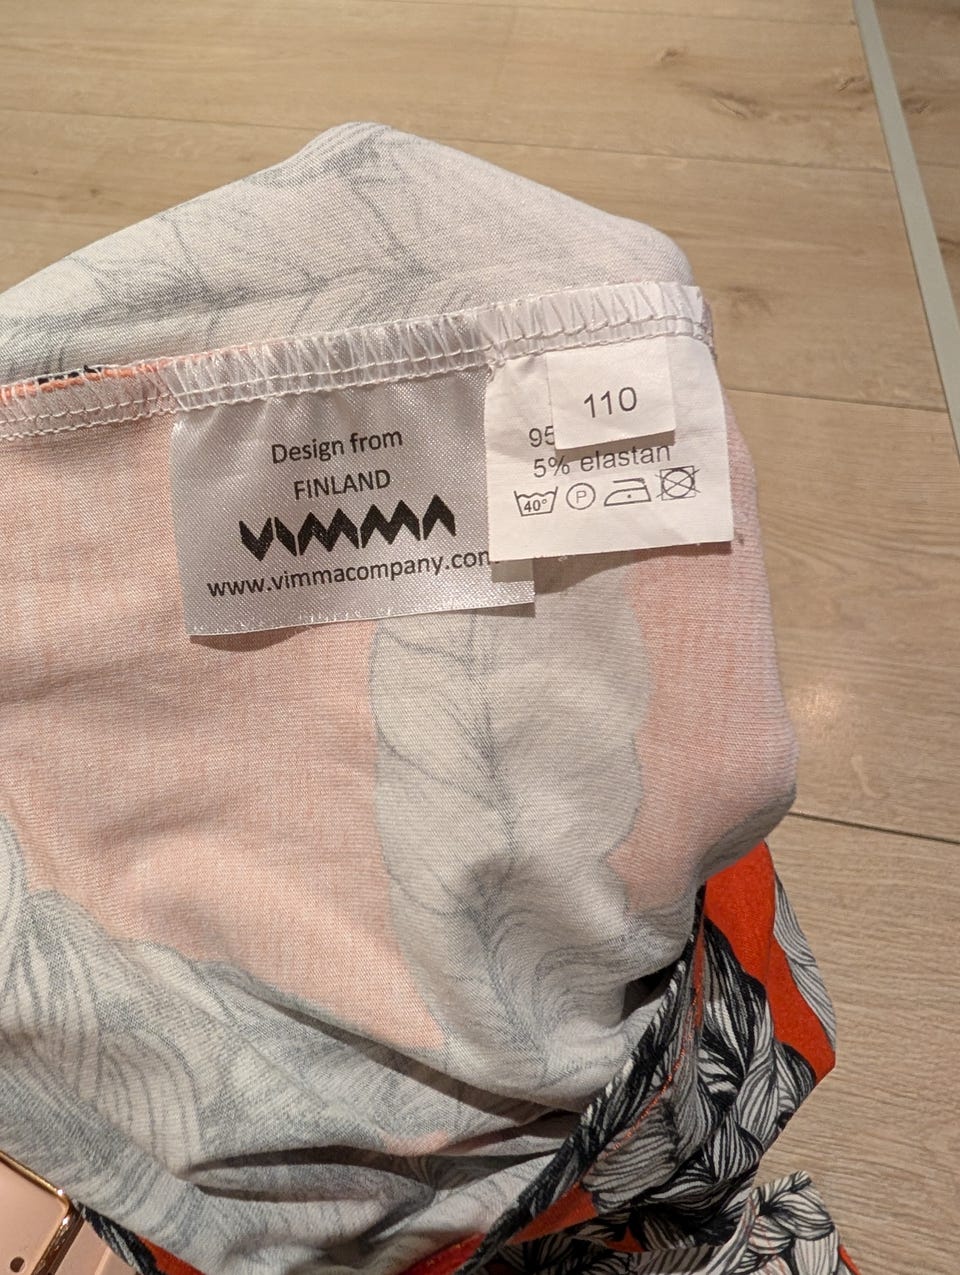 Design from
FINLAND
VIMMA
www.vimmacompany.com
110
95
5% elastan
40°
P